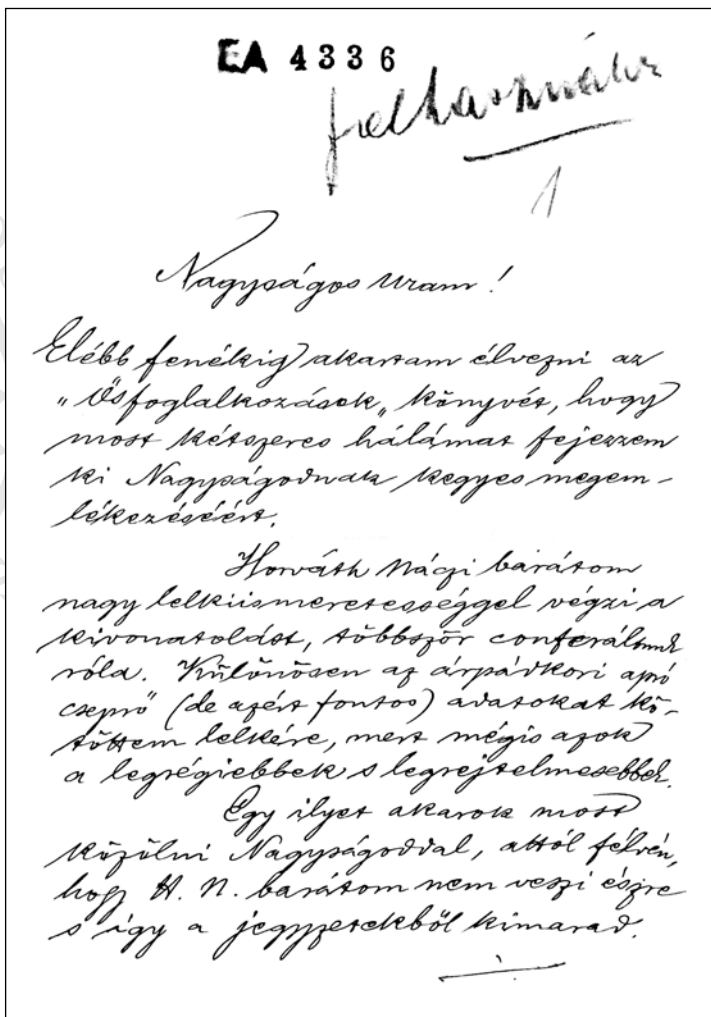 EA 4336
felhasználva
1
Nagyságos Uram!
Elébb fenékig akartam élvezni az
„Ősfoglalkozások„ könyvét, hogy
most kétszeres hálámat fejezzem
ki Nagyságodnak kegyes megem-
lékezéséért.
Horváth Náczi barátom
nagy lelkiismeretességgel végzi a
kivonatolást, többször conferáltunk
róla. Különösen az árpádkori apró
cseprő (de azért fontos) adatokat kö-
töttem lelkére, mert mégis azok
a legrégiebbek s legrejtelmesebbek.
Egy ilyet akarok most
közölni Nagyságoddal, attól félvén,
hogy H. N. barátom nem veszi észre
s így a jegyzetekből kimarad.